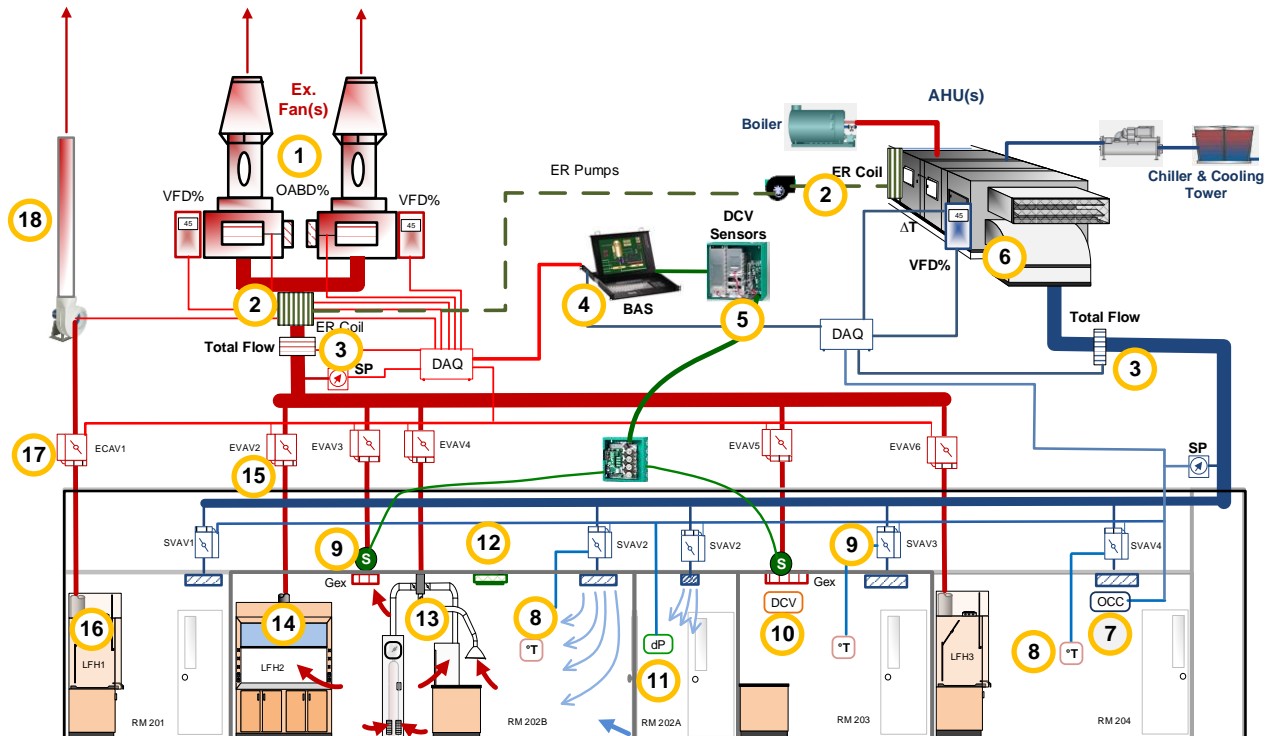 Ex.
Fan(s)
AHU(s)
Boiler
1
ER Pumps
ER Coil
2
Chiller & Cooling
Tower
VFD%
OABD%
VFD%
45
45
18
DCV
Sensors
45
ΔT
VFD%
6
2
ER Coil
4
BAS
5
Total Flow
3
SP
DAQ
DAQ
Total Flow
3
17
ECAV1
EVAV2
EVAV3
EVAV4
EVAV5
EVAV6
15
SP
SVAV1
9
S
12
SVAV2
SVAV2
S
9
SVAV3
SVAV4
Gex
Gex
16
14
13
8
DCV
10
OCC
7
LFH1
LFH2
°T
dP
11
°T
LFH3
8
°T
RM 201
RM 202B
RM 202A
RM 203
RM 204